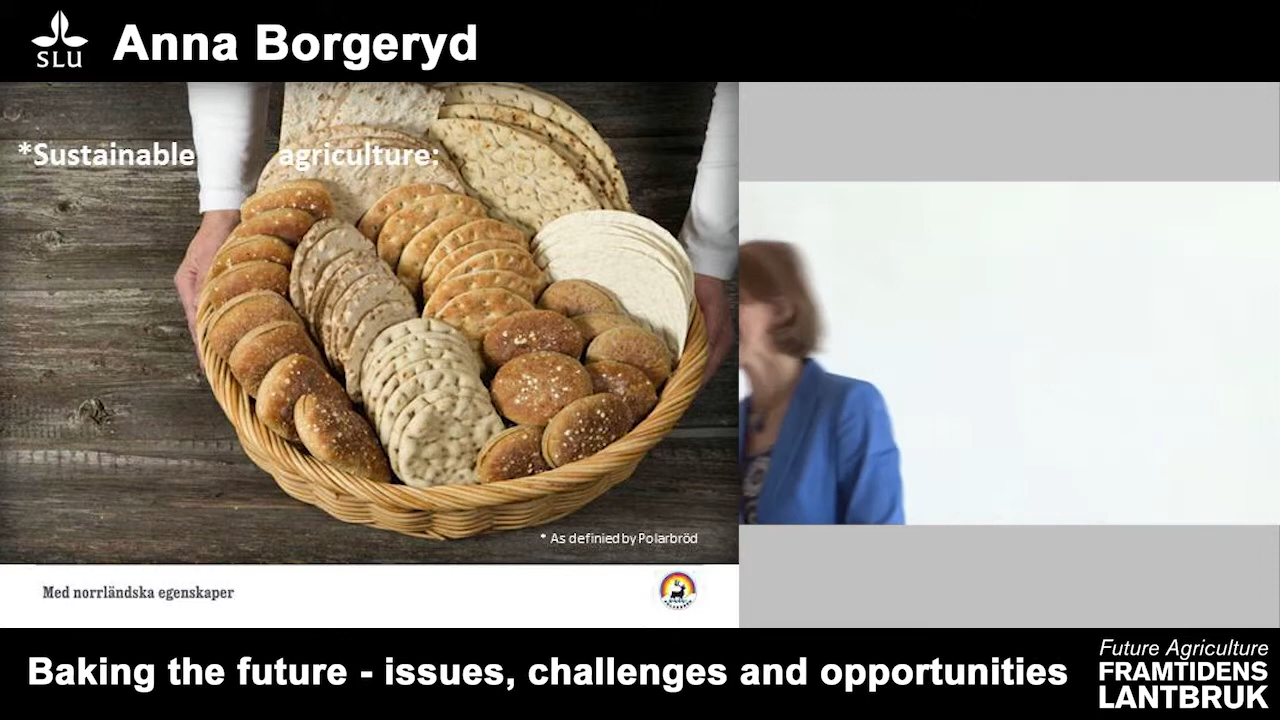 SLU
Anna Borgeryd
*Sustainable agriculture:
* As definied by Polarbröd
Med norrländska egenskaper
Baking the future - issues, challenges and opportunities
Future Agriculture
FRAMTIDENS
LANTBRUK